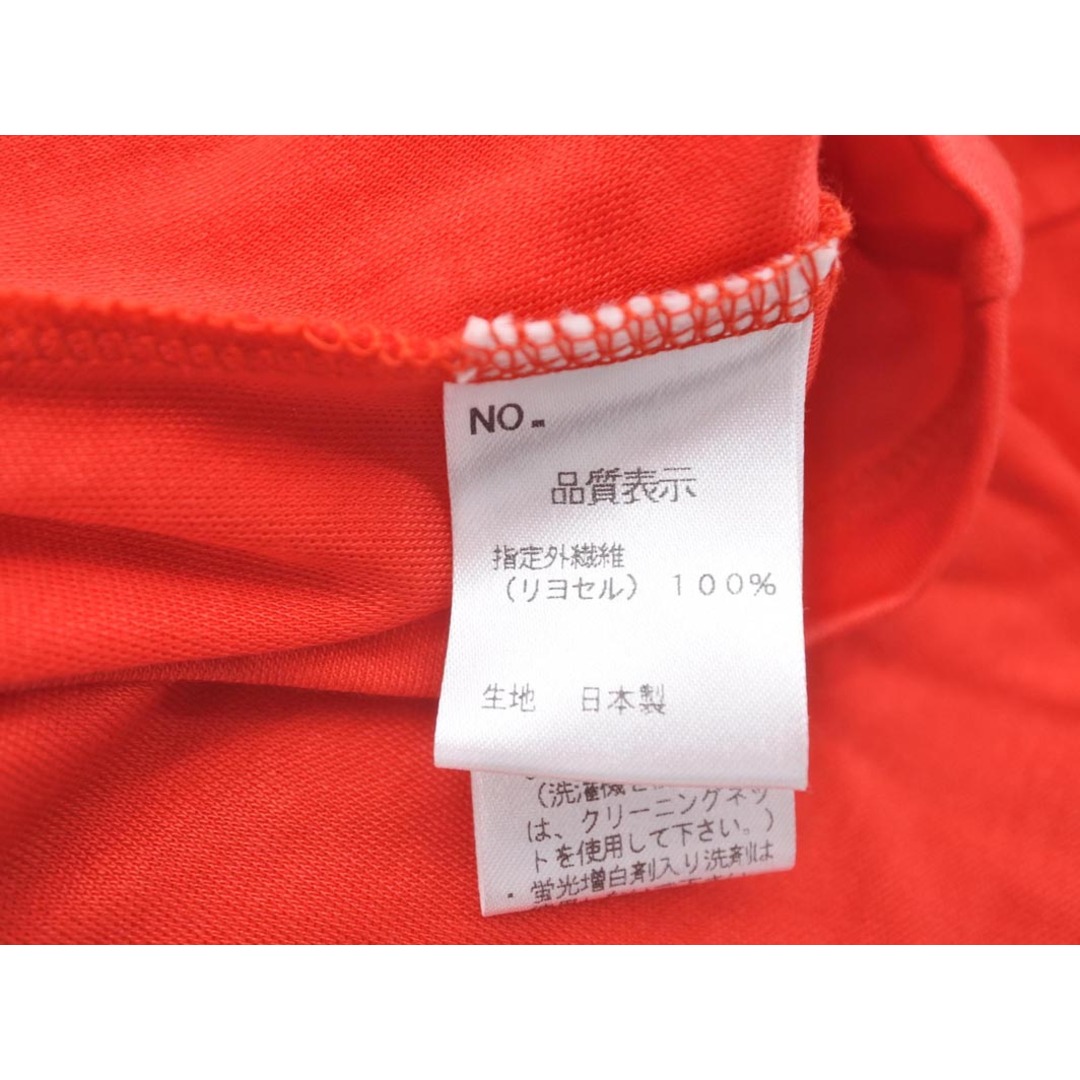 NO.
品質表示
指定外繊維
（リヨセル） １００％
生地 日本製
（洗濯機
は、クリーニングネッ
トを使用して下さい。）
・蛍光増白剤入り洗剤は